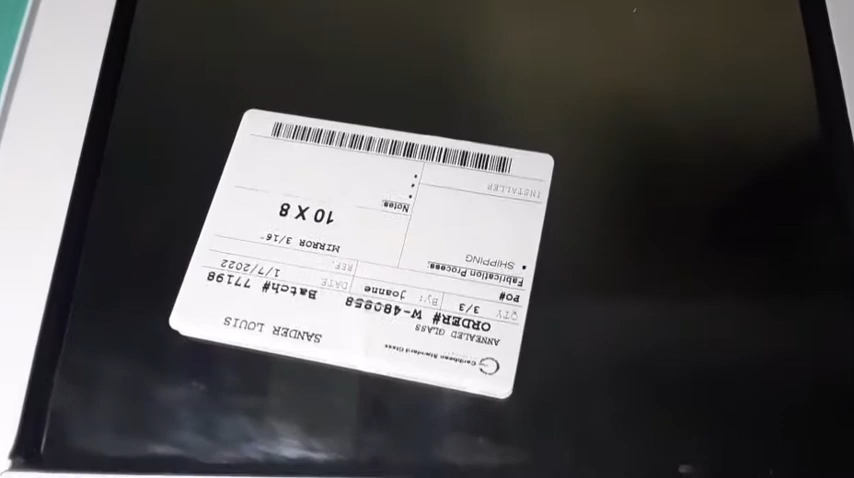 Caribbean Standard Glass
SANDER LOUIS
ANNEALED GLASS
ORDER# W-480958 Batch# 77198
QTY 3/3 By: Joanne DATE 1/7/2022
PO# REF.
Fabrication Process MIRROR 3/16"
• SHIPPING
10 X 8
Notes
INSTALLER